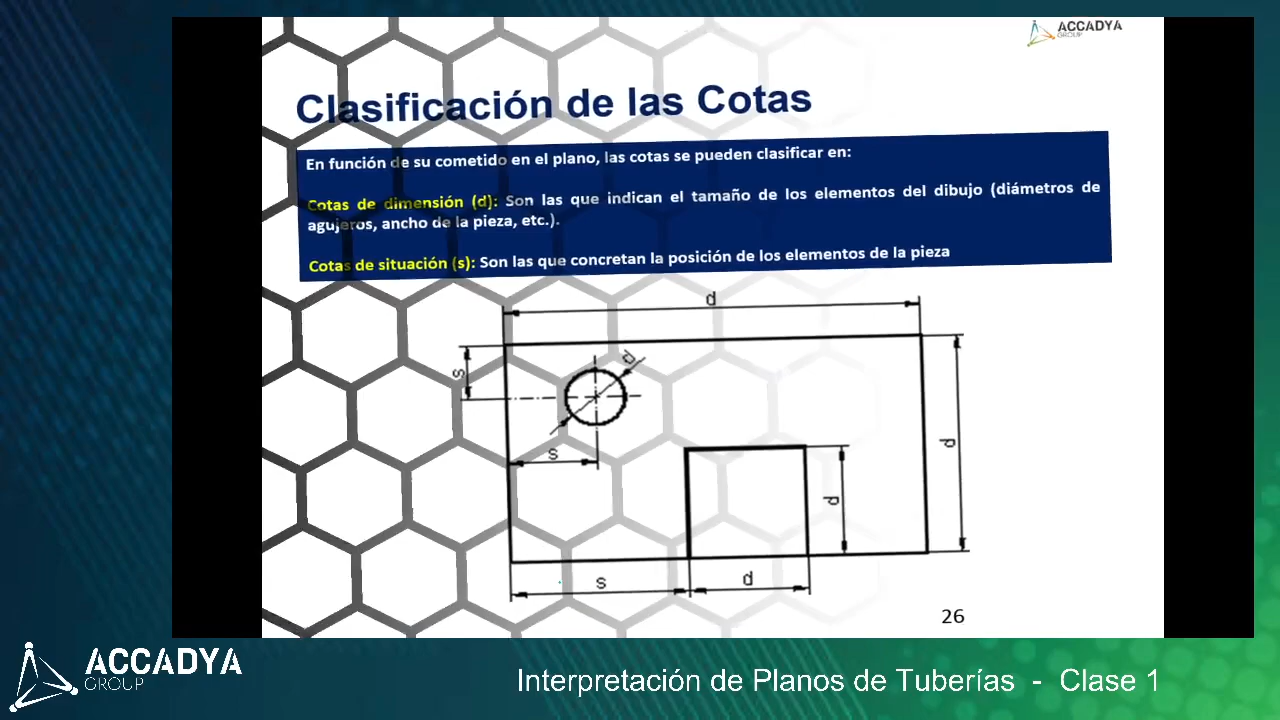 ACCADYA
GROUP
Clasificación de las Cotas
En función de su cometido en el plano, las cotas se pueden clasificar en:
Cotas de dimensión (d): Son las que indican el tamaño de los elementos del dibujo (diámetros de
agujeros, ancho de la pieza, etc.).
Cotas de situación (s): Son las que concretan la posición de los elementos de la pieza
d
d
s
d
s
d
s
d
26
ACCADYA
GROUP
Interpretación de Planos de Tuberías - Clase 1